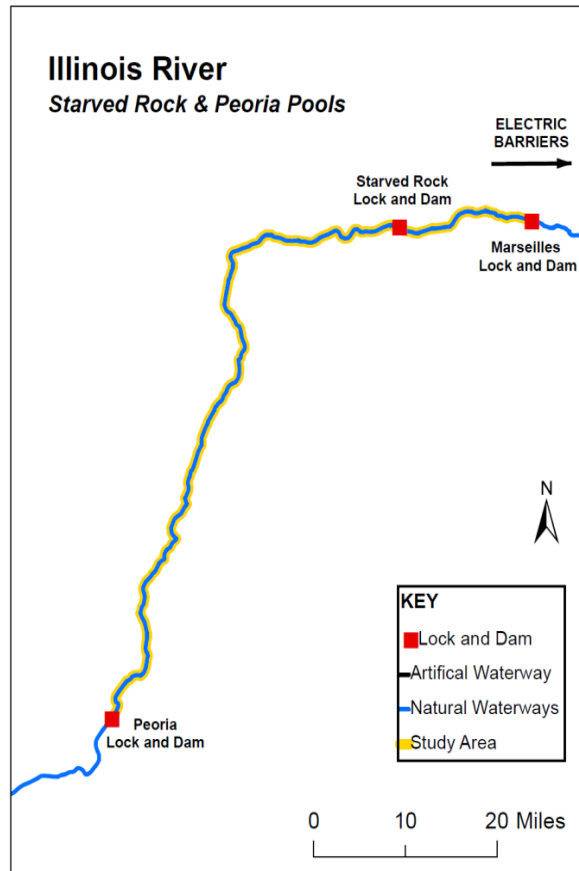 Illinois River
Starved Rock & Peoria Pools
ELECTRIC
BARRIERS
Starved Rock
Lock and Dam
Marseilles
Lock and Dam
N
KEY
Lock and Dam
Artifical Waterway
Natural Waterways
Study Area
Peoria
Lock and Dam
0 10 20 Miles